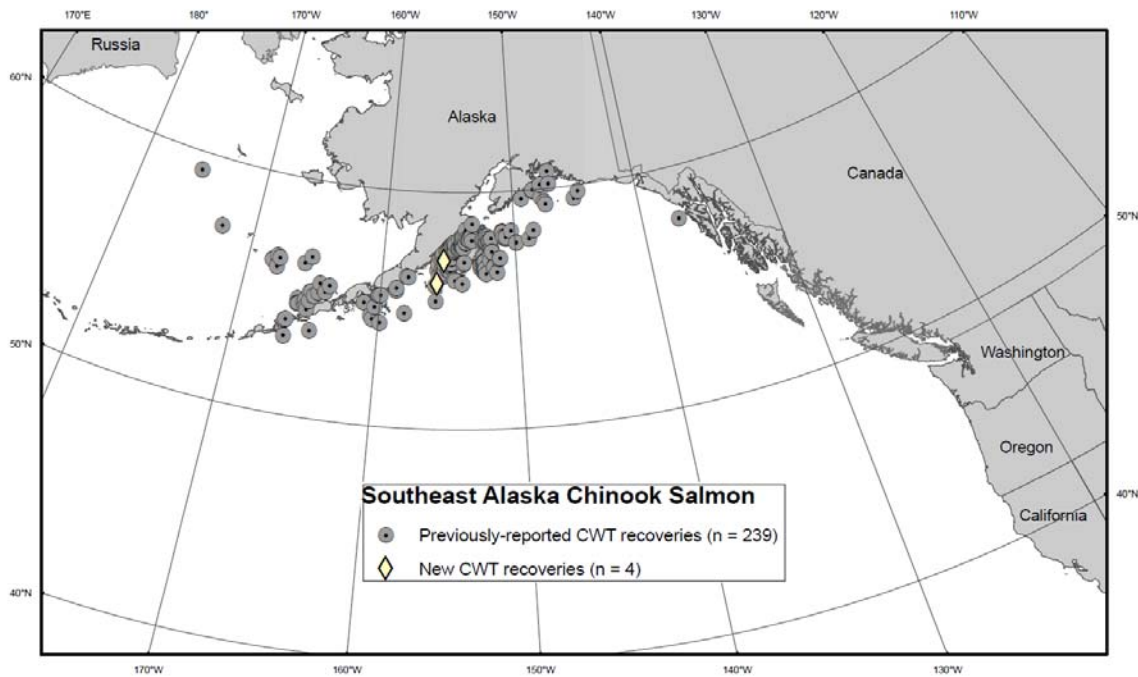 170°E 180° 170°W 160°W 150°W 140°W 130°W 120°W 110°W
Russia
60°N
Alaska
Canada
50°N
50°N
Washington
Oregon
40°N
Southeast Alaska Chinook Salmon
California
Previously-reported CWT recoveries (n = 239)
New CWT recoveries (n = 4)
40°N
170°W 160°W 150°W 140°W 130°W